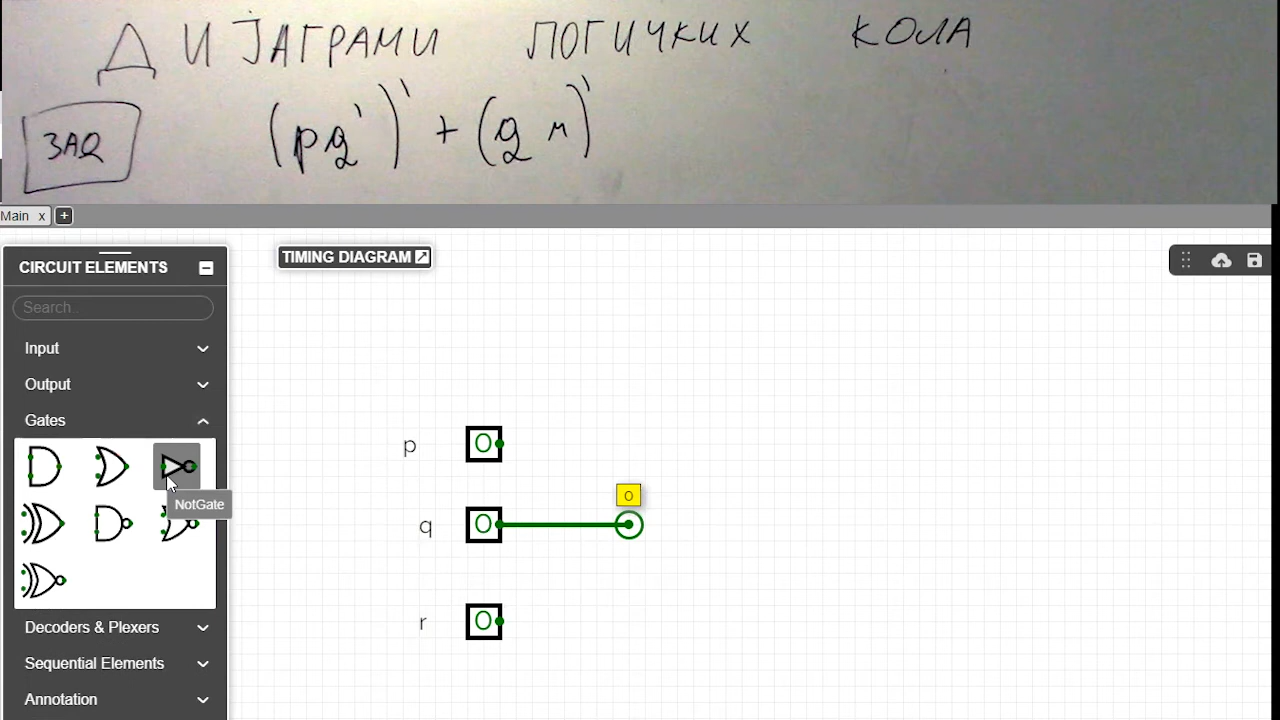 ДИЈАГРАМИ ЛОГИЧКИХ КОЛА
ЗАД (pq')' + (qr)'
Main x +
CIRCUIT ELEMENTS
TIMING DIAGRAM
Search..
Input
Output
Gates
NotGate
Decoders & Plexers
Sequential Elements
Annotation
p 0
0
q 0
r 0